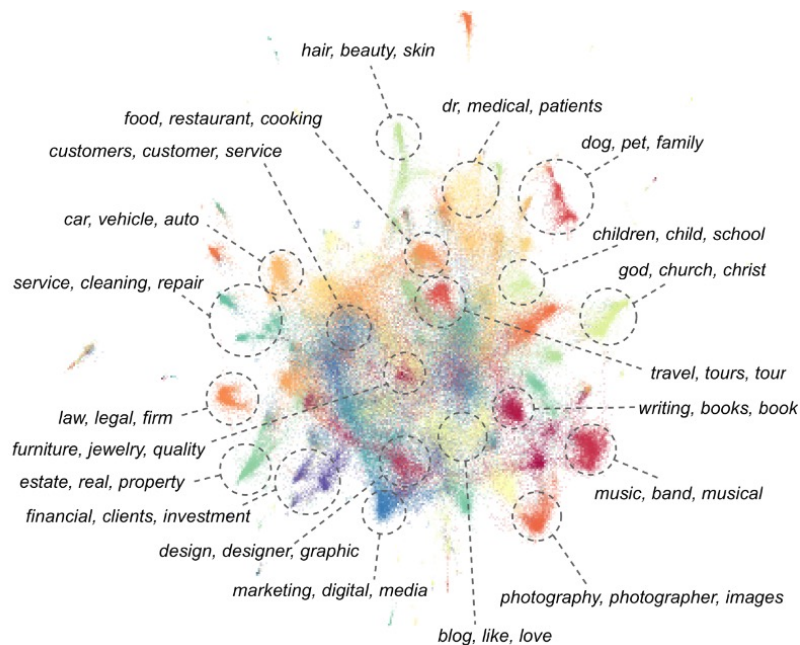 hair, beauty, skin
dr, medical, patients
food, restaurant, cooking
dog, pet, family
customers, customer, service
car, vehicle, auto
children, child, school
god, church, christ
service, cleaning, repair
travel, tours, tour
writing, books, book
law, legal, firm
furniture, jewelry, quality
estate, real, property
music, band, musical
financial, clients, investment
design, designer, graphic
marketing, digital, media
photography, photographer, images
blog, like, love